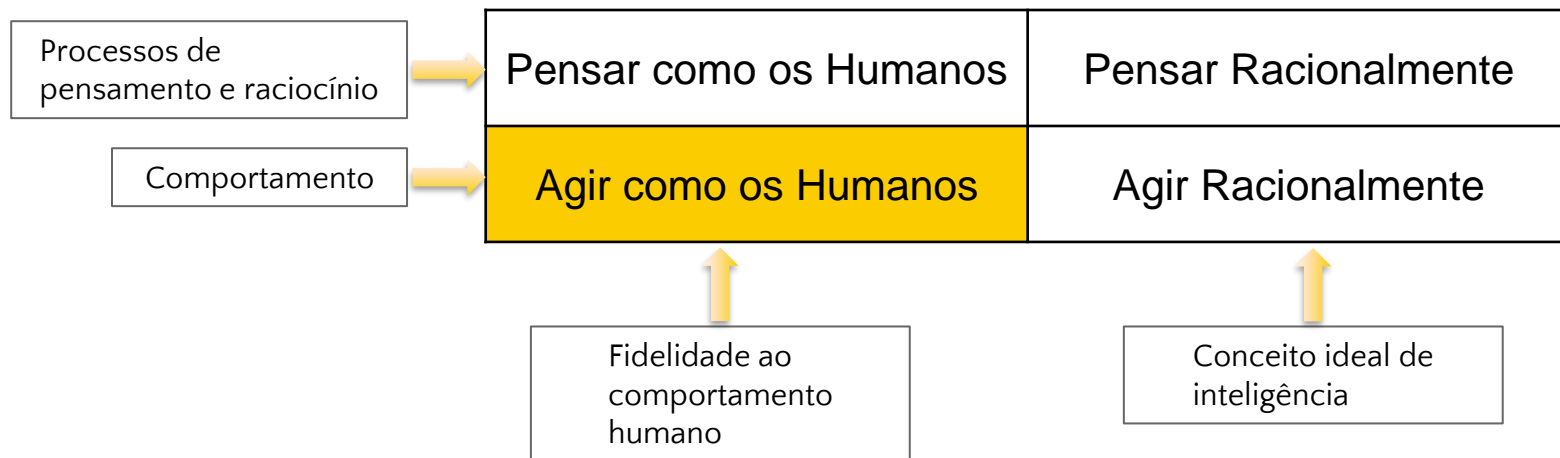 Processos de
pensamento e raciocínio
Pensar como os Humanos
Pensar Racionalmente
Comportamento
Agir como os Humanos
Agir Racionalmente
Fidelidade ao
comportamento
humano
Conceito ideal de
inteligência